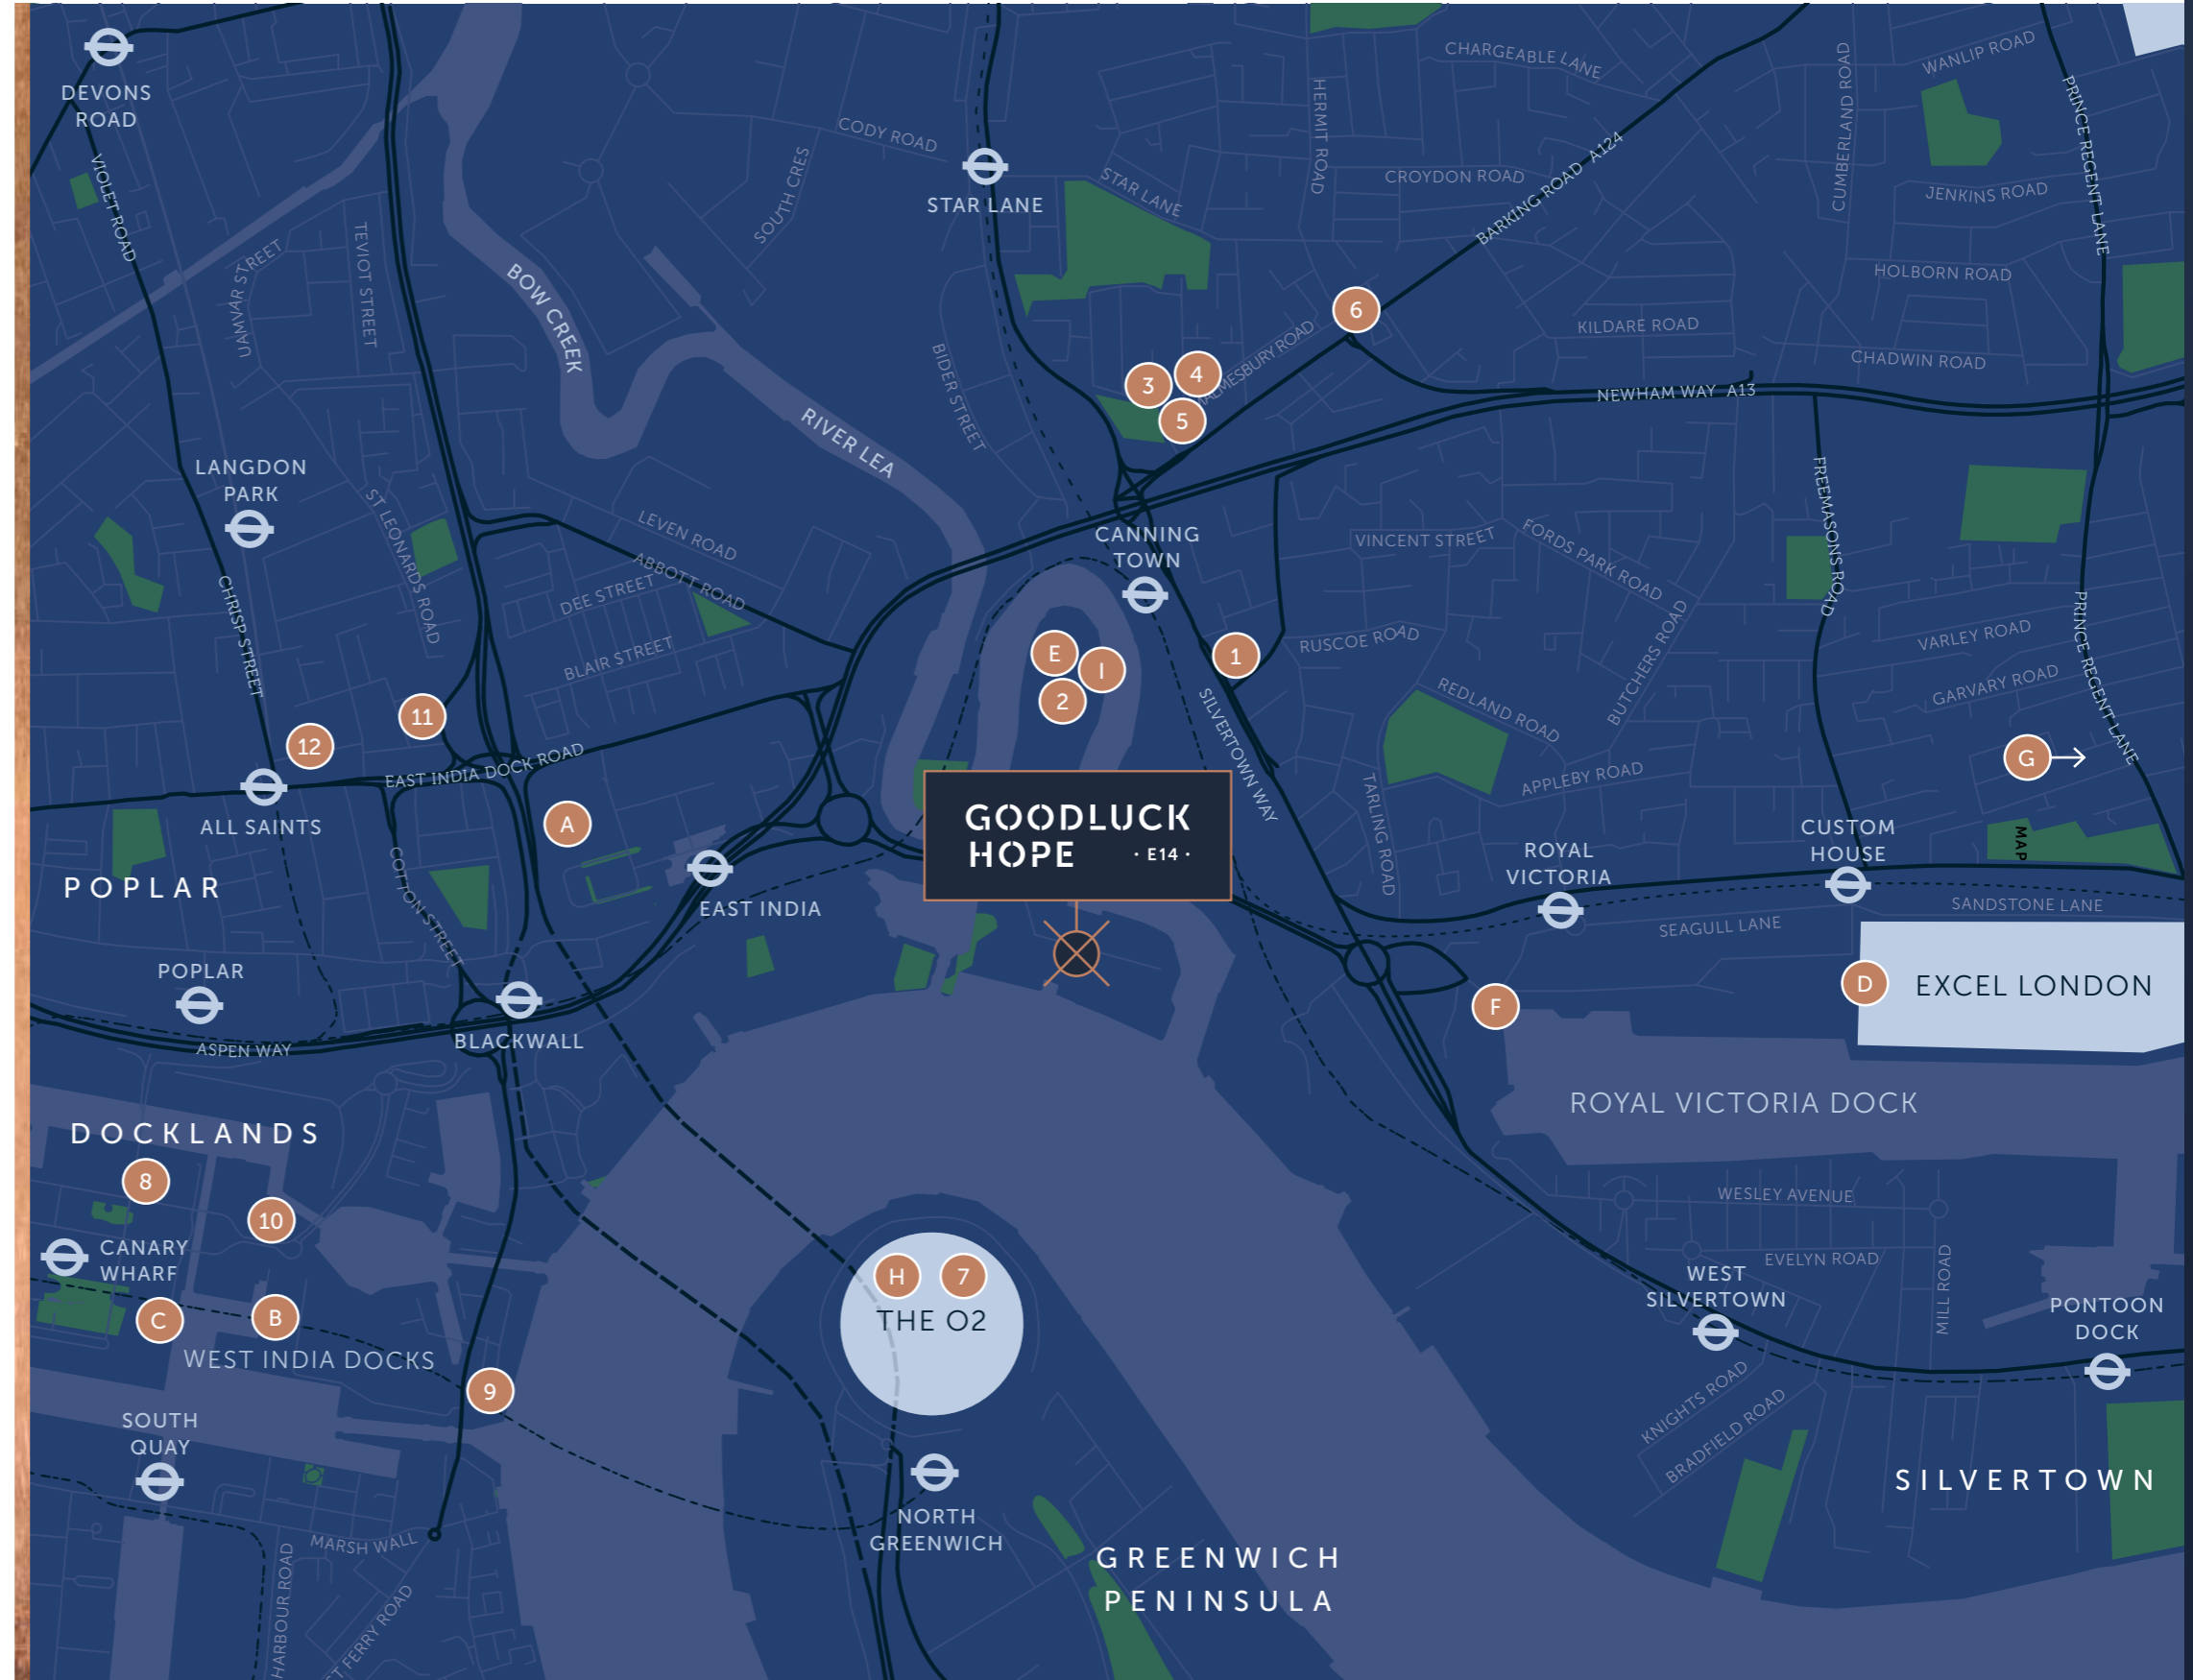 DEVONS
ROAD
VIOLET ROAD
TEVIOT STREET
CODY ROAD
SOUTH CRES
STAR LANE
STAR LANE
HERMIT ROAD
CHARGEABLE LANE
CROYDON ROAD
BARKING ROAD A124
CUMBERLAND ROAD
WANLIP ROAD
PRINCE REGENT LANE
JENKINS ROAD
HOLBORN ROAD
KILDARE ROAD
CHADWIN ROAD
BOW CREEK
RIVER LEA
BIDER STREET
6
3
4
5
MALMESBURY ROAD
NEWHAM WAY A13
FREEMASONS ROAD
LANGDON
PARK
ST LEONARDS ROAD
CHRISP STREET
LEVEN ROAD
ABBOTT ROAD
DEE STREET
BLAIR STREET
CANNING
TOWN
VINCENT STREET
FORDS PARK ROAD
RUSCOE ROAD
BUTCHERS ROAD
REDLAND ROAD
APPLEBY ROAD
TARLING ROAD
VARLEY ROAD
GARVARY ROAD
PRINCE REGENT LANE
E
I
2
1
SILVERTOWN WAY
11
12
EAST INDIA DOCK ROAD
A
ALL SAINTS
COTTON STREET
EAST INDIA
GOODLUCK
HOPE
· E14 ·
G
MAP
ROYAL
VICTORIA
CUSTOM
HOUSE
SEAGULL LANE
SANDSTONE LANE
POPLAR
POPLAR
BLACKWALL
ASPEN WAY
F
D
EXCEL LONDON
ROYAL VICTORIA DOCK
DOCKLANDS
8
10
CANARY
WHARF
C
B
WEST INDIA DOCKS
9
SOUTH
QUAY
MARSH WALL
HARBOUR ROAD
ST FERRY ROAD
H
7
THE O2
NORTH
GREENWICH
GREENWICH
PENINSULA
WESLEY AVENUE
EVELYN ROAD
MILL ROAD
WEST
SILVERTOWN
PONTOON
DOCK
KNIGHTS ROAD
BRADFIELD ROAD
SILVERTOWN